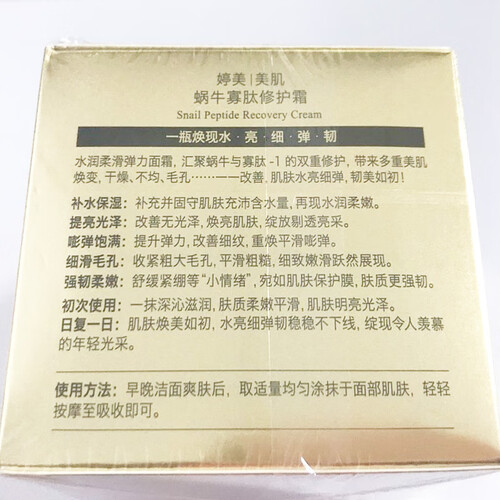 婷美|美肌
蜗牛寡肽修护霜
Snail Peptide Recovery Cream
一瓶焕现水·亮·细·弹·韧
水润柔滑弹力面霜, 汇聚蜗牛与寡肽-1的双重修护, 带来多重美肌
焕变, 干燥、不均、毛孔······一一改善, 肌肤水亮细弹, 韧美如初!
补水保湿: 补充并固守肌肤充沛含水量, 再现水润柔嫩。
提亮光泽: 改善无光泽, 焕亮肌肤, 绽放剔透亮采。
嘭弹饱满: 提升弹力, 改善细纹, 重焕平滑嘭弹。
细滑毛孔: 收紧粗大毛孔, 平滑粗糙, 细致嫩滑跃然展现。
强韧柔嫩: 舒缓紧绷等“小情绪”, 宛如肌肤保护膜, 肤质更强韧。
初次使用: 一抹深沁滋润, 肤质柔嫩平滑, 肌肤明亮光泽。
日复一日: 肌肤焕美如初, 水亮细弹韧稳稳不下线, 绽现令人羡慕
的年轻光采。
使用方法: 早晚洁面爽肤后, 取适量均匀涂抹于面部肌肤, 轻轻
按摩至吸收即可。